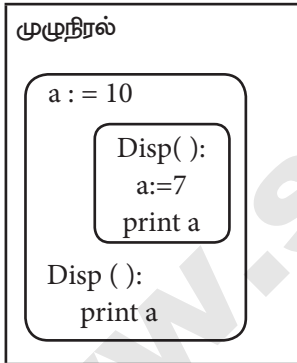 முழுநிரல்
a : = 10
Disp( ):
a:=7
print a
Disp ( ):
print a